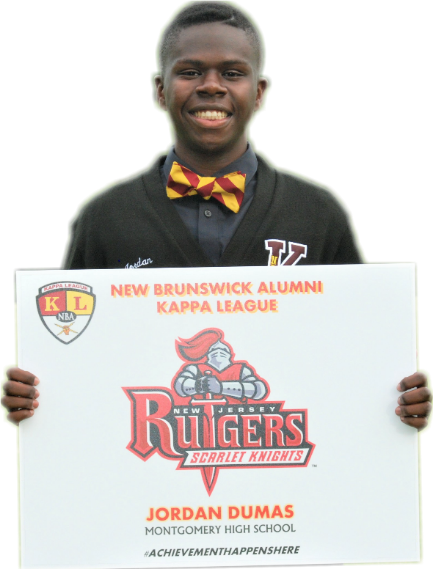 Jordan
K
NEW BRUNSWICK ALUMNI
KAPPA LEAGUE
KAPPA LEAGUE
K L
NBA
NEW JERSEY
RUTGERS
SCARLET KNIGHTS
TM
JORDAN DUMAS
MONTGOMERY HIGH SCHOOL
#ACHIEVEMENTHAPPENSHERE